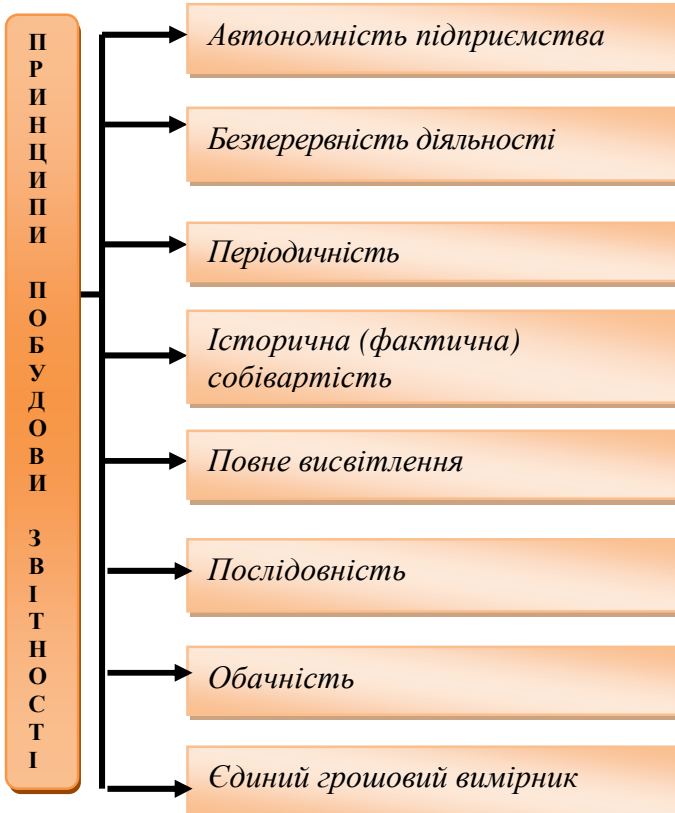 ПРИНЦИПИ ПОБУДОВИ ЗВІТНОСТІ
Автономність підприємства
Безперервність діяльності
Періодичність
Історична (фактична)
собівартість
Повне висвітлення
Послідовність
Обачність
Єдиний грошовий вимірник